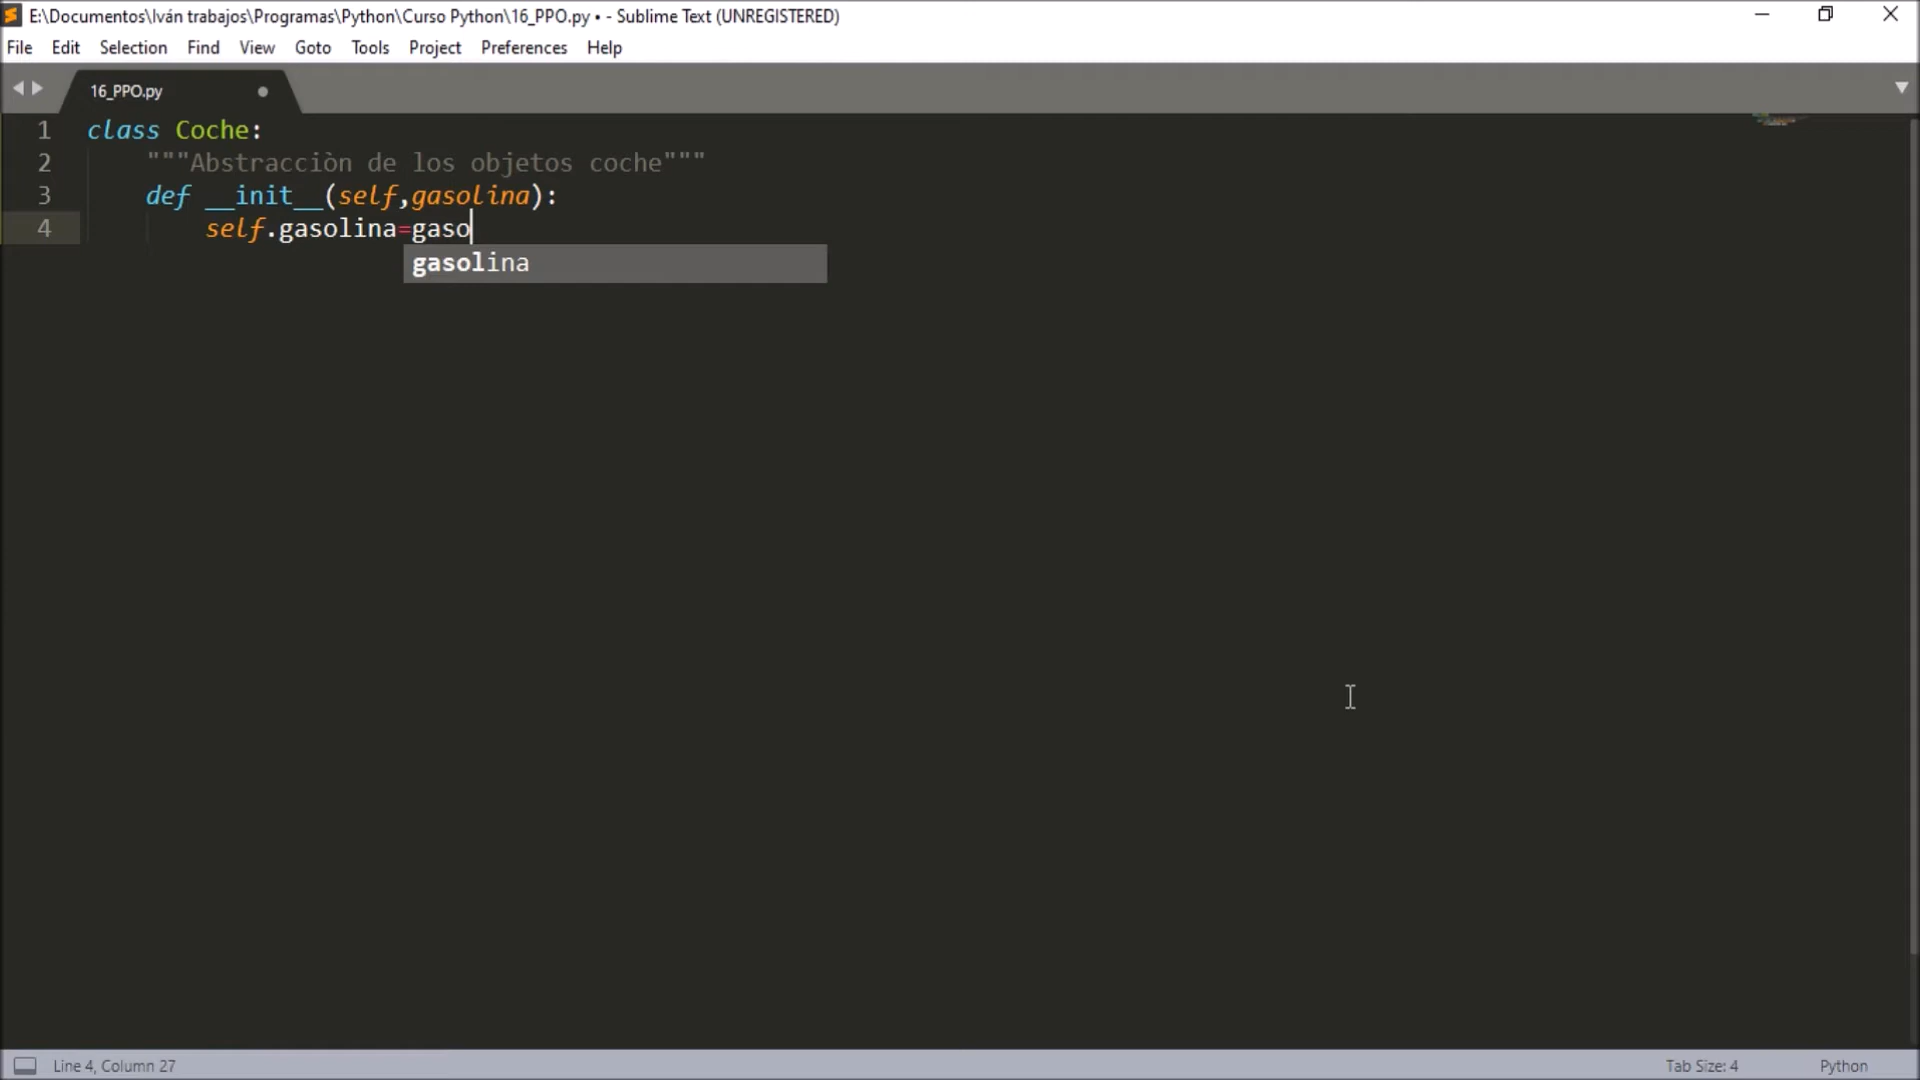 E:\Documentos\Iván trabajos\Programas\Python\Curso Python\16_PPO.py • - Sublime Text (UNREGISTERED)
File Edit Selection Find View Goto Tools Project Preferences Help
16_PPO.py
1 class Coche:
2 """Abstracciòn de los objetos coche"""
3 def __init__(self,gasolina):
4 self.gasolina=gaso
gasolina
Line 4, Column 27 Tab Size: 4 Python